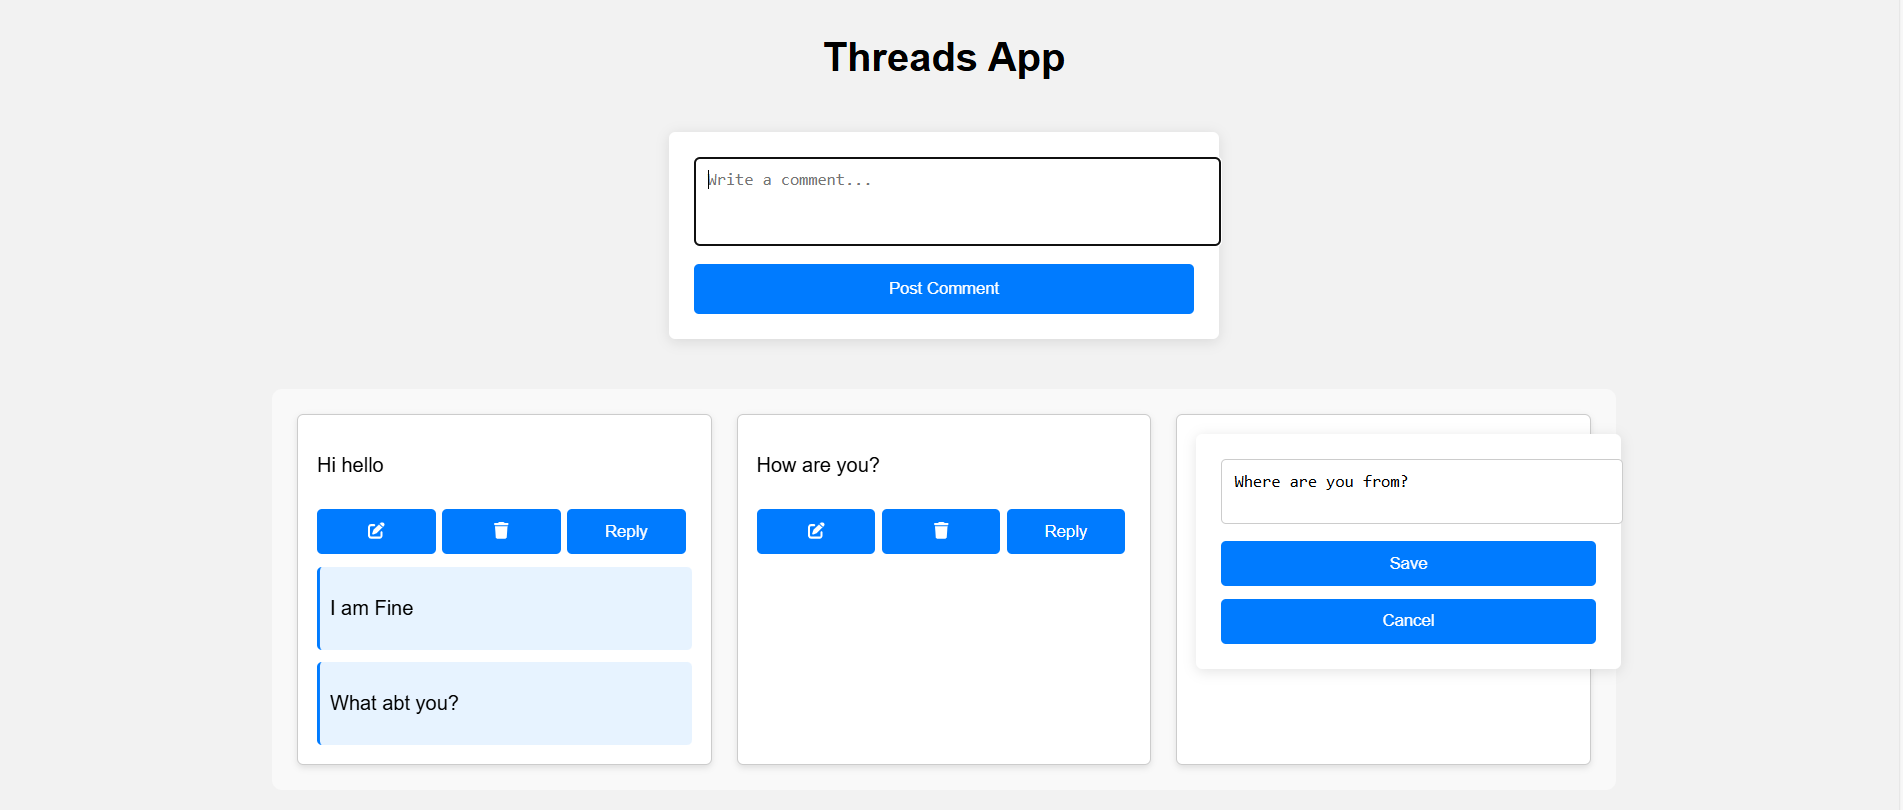 Threads App
Write a comment...
Post Comment
Hi hello
Reply
I am Fine
What abt you?
How are you?
Reply
Where are you from?
Save
Cancel